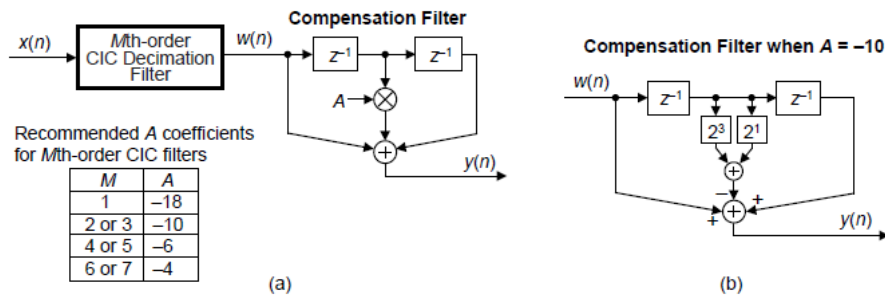 Compensation Filter
x(n)
Mth-order
CIC Decimation
Filter
w(n)
z⁻¹
z⁻¹
A
y(n)
Recommended A coefficients
for Mth-order CIC filters
M A
1 –18
2 or 3 –10
4 or 5 –6
6 or 7 –4
(a)
Compensation Filter when A = –10
w(n)
z⁻¹
z⁻¹
2³ 2¹
–
+ +
y(n)
(b)